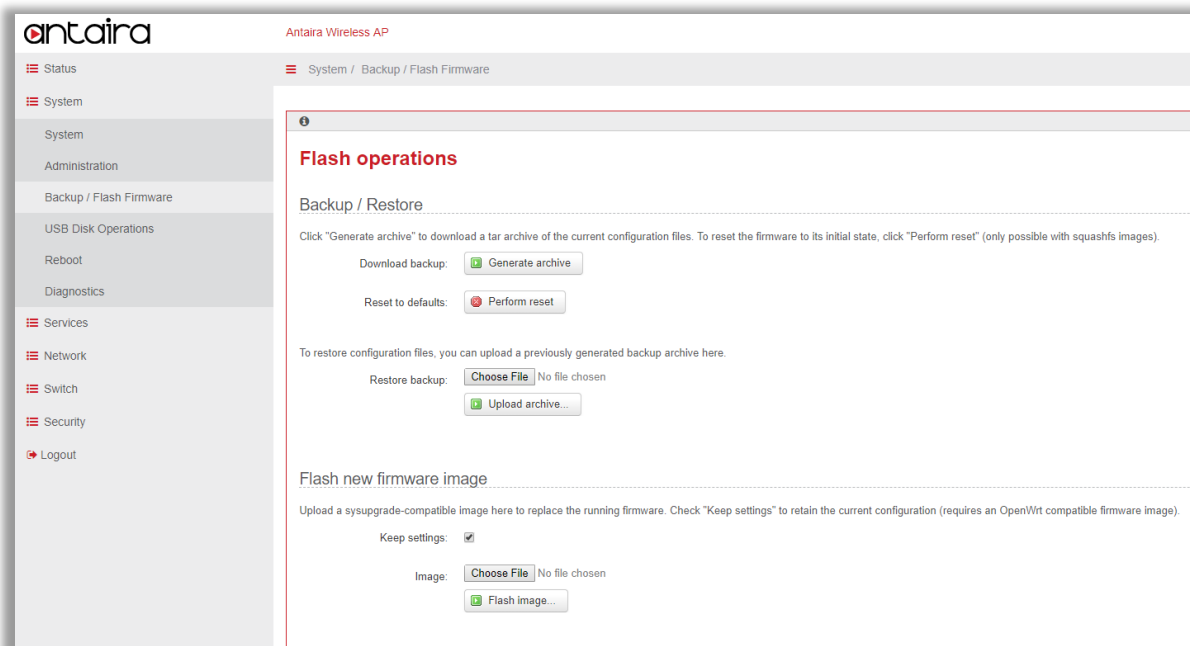 antaira
Antaira Wireless AP
Status
System / Backup / Flash Firmware
System
System
Administration
Backup / Flash Firmware
USB Disk Operations
Reboot
Diagnostics
Services
Network
Switch
Security
Logout
Flash operations
Backup / Restore
Click "Generate archive" to download a tar archive of the current configuration files. To reset the firmware to its initial state, click "Perform reset" (only possible with squashfs images).
Download backup: Generate archive
Reset to defaults: Perform reset
To restore configuration files, you can upload a previously generated backup archive here.
Restore backup: Choose File No file chosen
Upload archive...
Flash new firmware image
Upload a sysupgrade-compatible image here to replace the running firmware. Check "Keep settings" to retain the current configuration (requires an OpenWrt compatible firmware image).
Keep settings:
Image: Choose File No file chosen
Flash image...